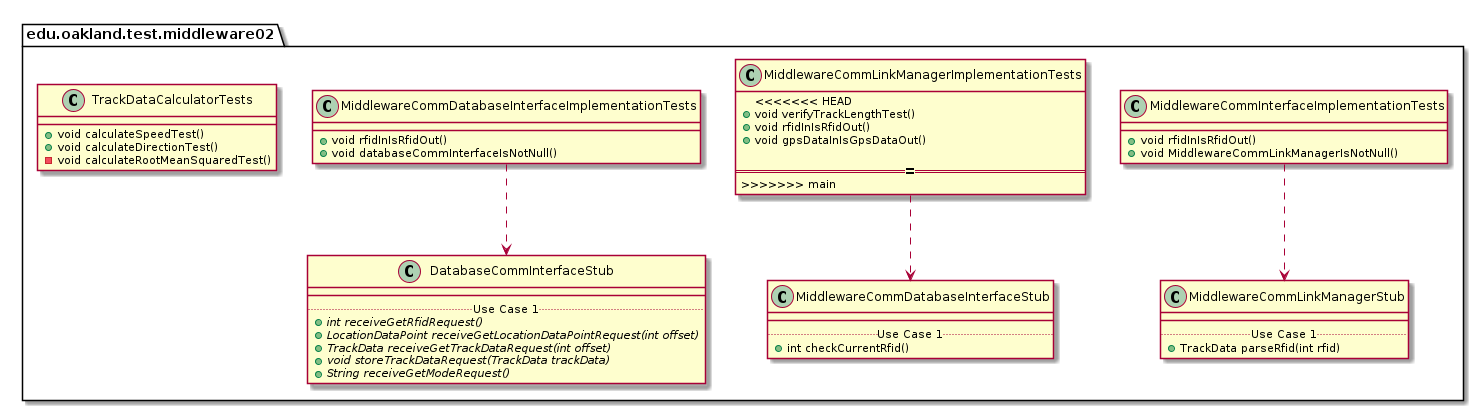 edu.oakland.test.middleware02
C TrackDataCalculatorTests
void calculateSpeedTest()
void calculateDirectionTest()
void calculateRootMeanSquaredTest()
C MiddlewareCommDatabaseInterfaceImplementationTests
void rfidInIsRfidOut()
void databaseCommInterfaceIsNotNull()
C MiddlewareCommLinkManagerImplementationTests
<<<<<<< HEAD
void verifyTrackLengthTest()
void rfidInIsRfidOut()
void gpsDataInIsGpsDataOut()
=
>>>>>>> main
C MiddlewareCommInterfaceImplementationTests
void rfidInIsRfidOut()
void MiddlewareCommLinkManagerIsNotNull()
C DatabaseCommInterfaceStub
Use Case 1
int receiveGetRfidRequest()
LocationDataPoint receiveGetLocationDataPointRequest(int offset)
TrackData receiveGetTrackDataRequest(int offset)
void storeTrackDataRequest(TrackData trackData)
String receiveGetModeRequest()
C MiddlewareCommDatabaseInterfaceStub
Use Case 1
int checkCurrentRfid()
C MiddlewareCommLinkManagerStub
Use Case 1
TrackData parseRfid(int rfid)